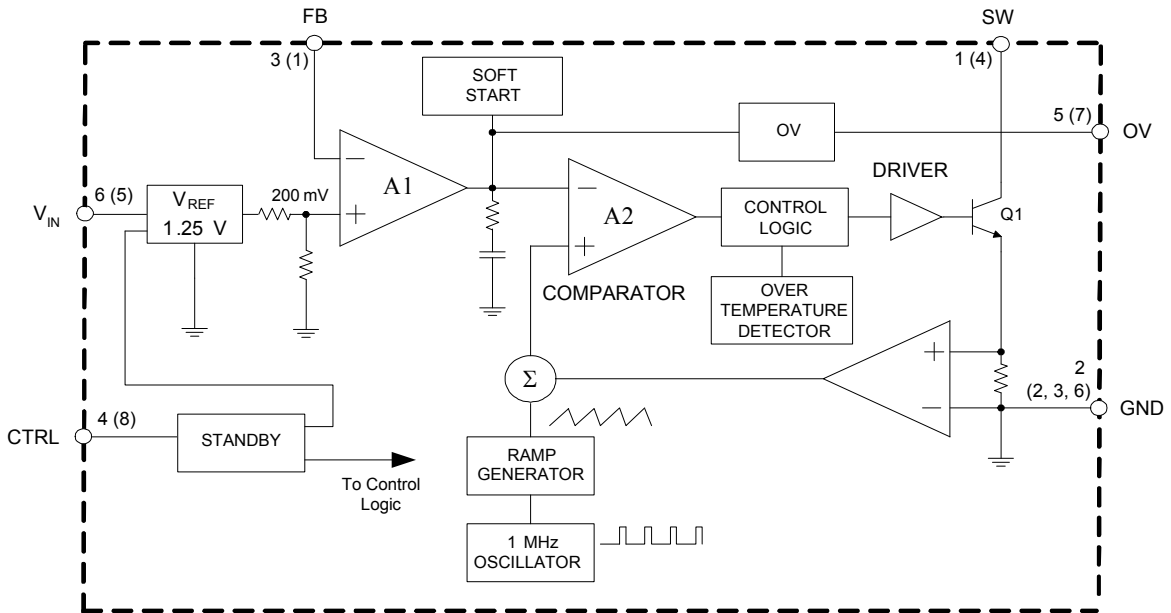 FB
SW
3 (1)
1 (4)
SOFT
START
5 (7)
OV
OV
DRIVER
6 (5)
V_IN
V_REF
1.25 V
200 mV
−
+
A1
−
+
A2
CONTROL
LOGIC
Q1
COMPARATOR
OVER
TEMPERATURE
DETECTOR
+
−
Σ
2
(2, 3, 6)
GND
CTRL
4 (8)
STANDBY
To Control
Logic
RAMP
GENERATOR
1 MHz
OSCILLATOR